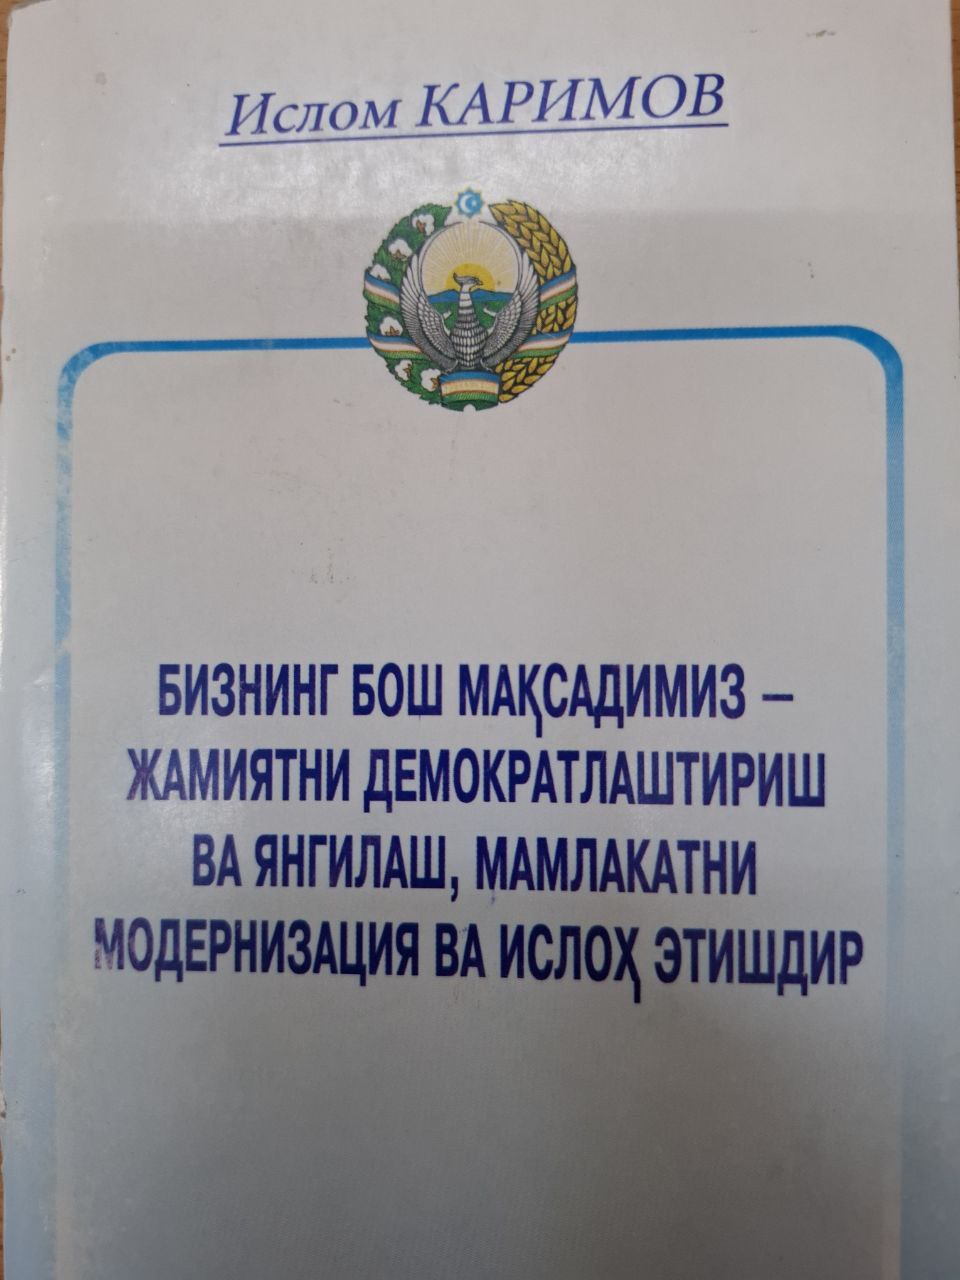 Ислом КАРИМОВ
БИЗНИНГ БОШ МАҚСАДИМИЗ –
ЖАМИЯТНИ ДЕМОКРАТЛАШТИРИШ
ВА ЯНГИЛАШ, МАМЛАКАТНИ
МОДЕРНИЗАЦИЯ ВА ИСЛОҲ ЭТИШДИР